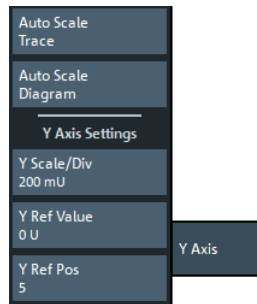 Auto Scale
Trace
Auto Scale
Diagram
Y Axis Settings
Y Scale/Div
200 mU
Y Ref Value
0 U
Y Axis
Y Ref Pos
5